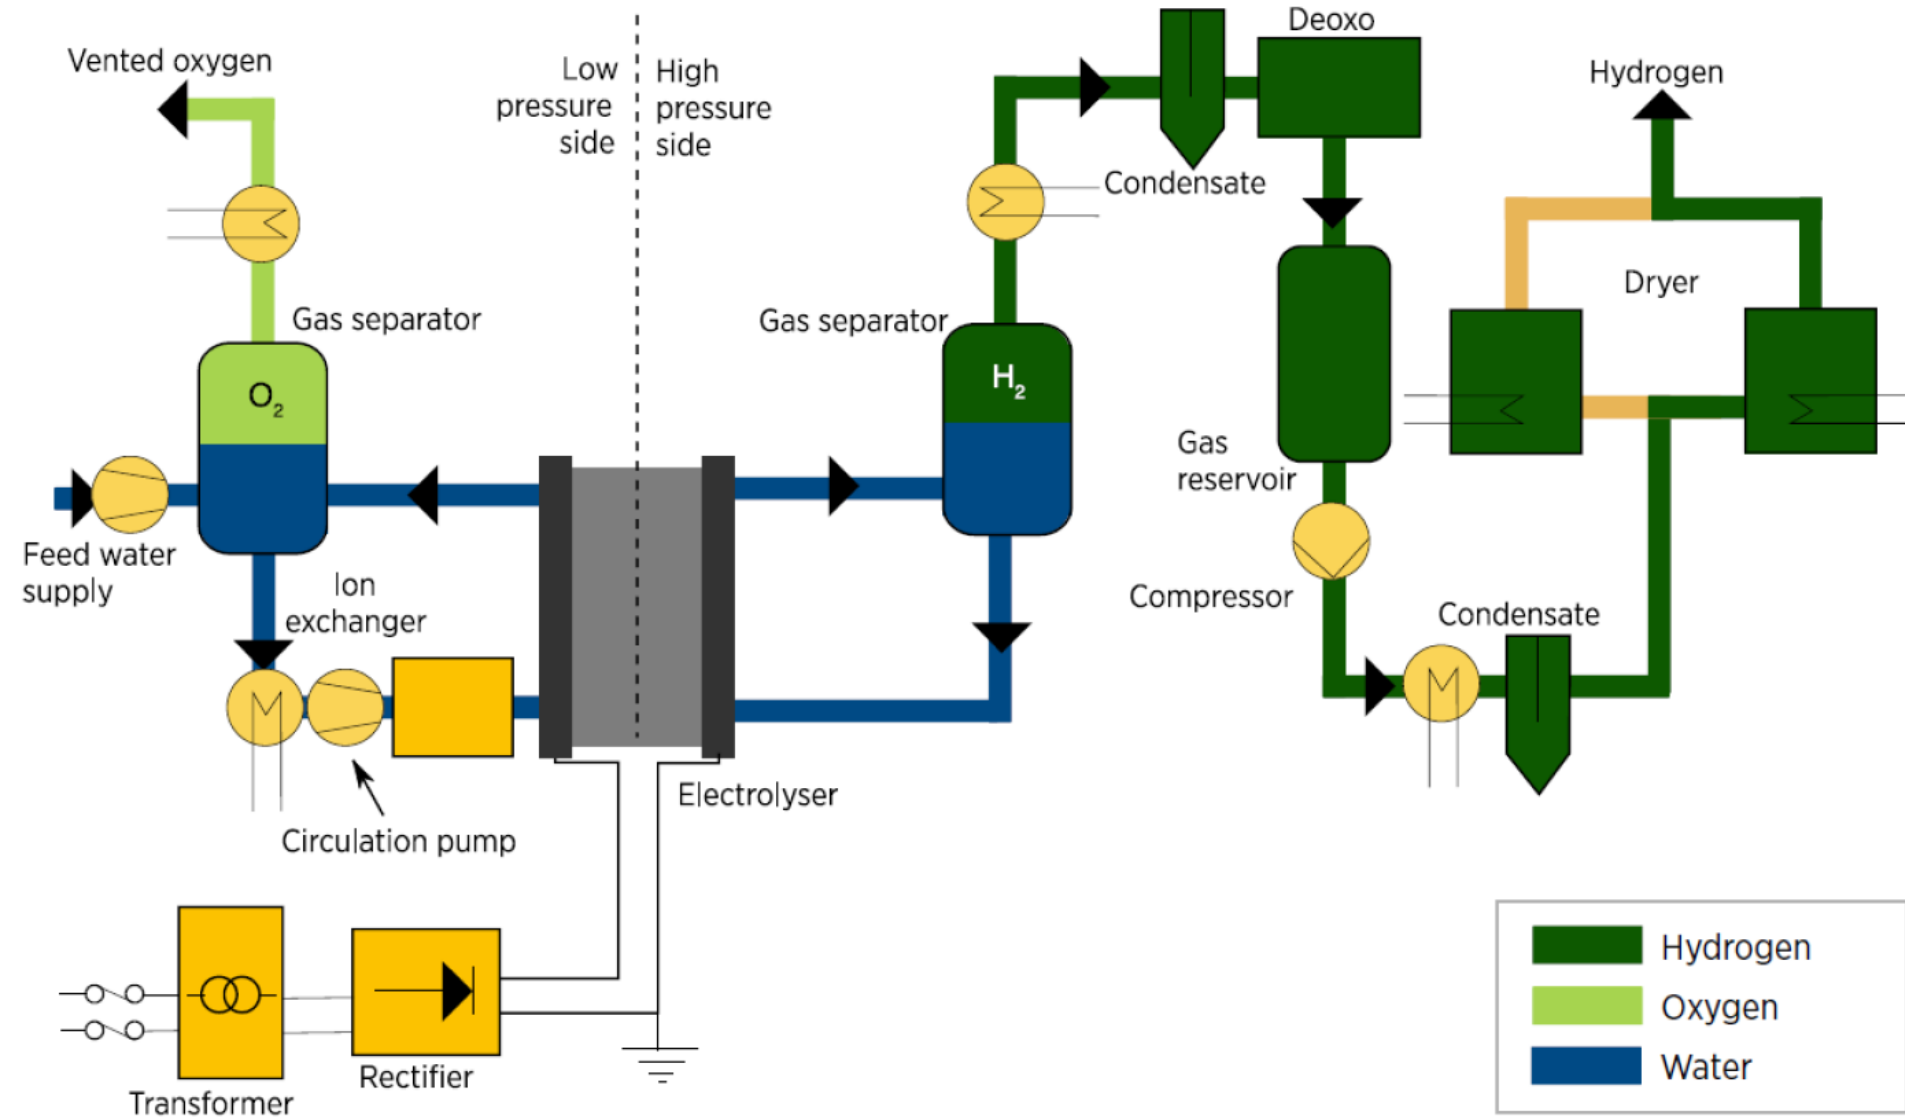 Vented oxygen
Low
pressure
side
High
pressure
side
Deoxo
Hydrogen
Condensate
Dryer
Gas separator
Gas separator
O2
H2
Gas
reservoir
Feed water
supply
Ion
exchanger
Compressor
Condensate
Electrolyser
Circulation pump
Transformer
Rectifier
Hydrogen
Oxygen
Water